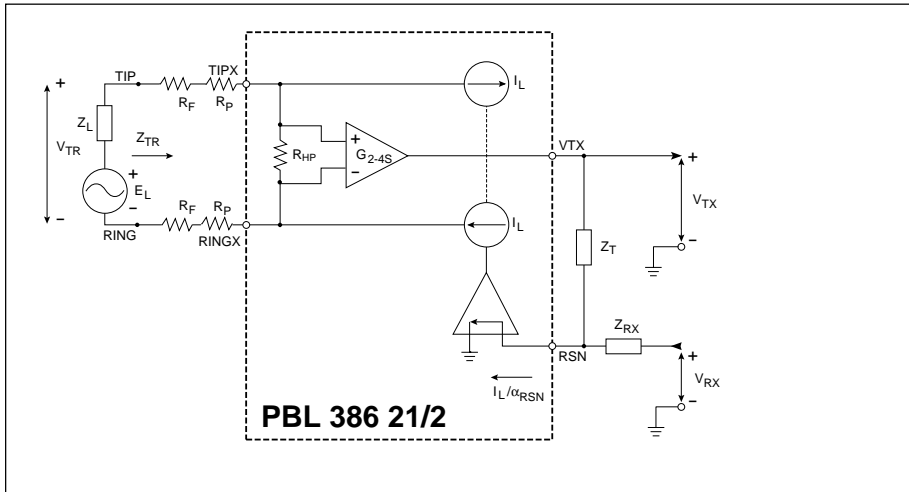 TIP
TIPX
R_F
R_P
I_L
+
Z_L
Z_TR
V_TR
R_HP
+
G_2-4S
−
VTX
+
V_TX
−
+
E_L
−
−
R_F
R_P
RING
RINGX
I_L
Z_T
Z_RX
RSN
+
V_RX
−
I_L/α_RSN
PBL 386 21/2